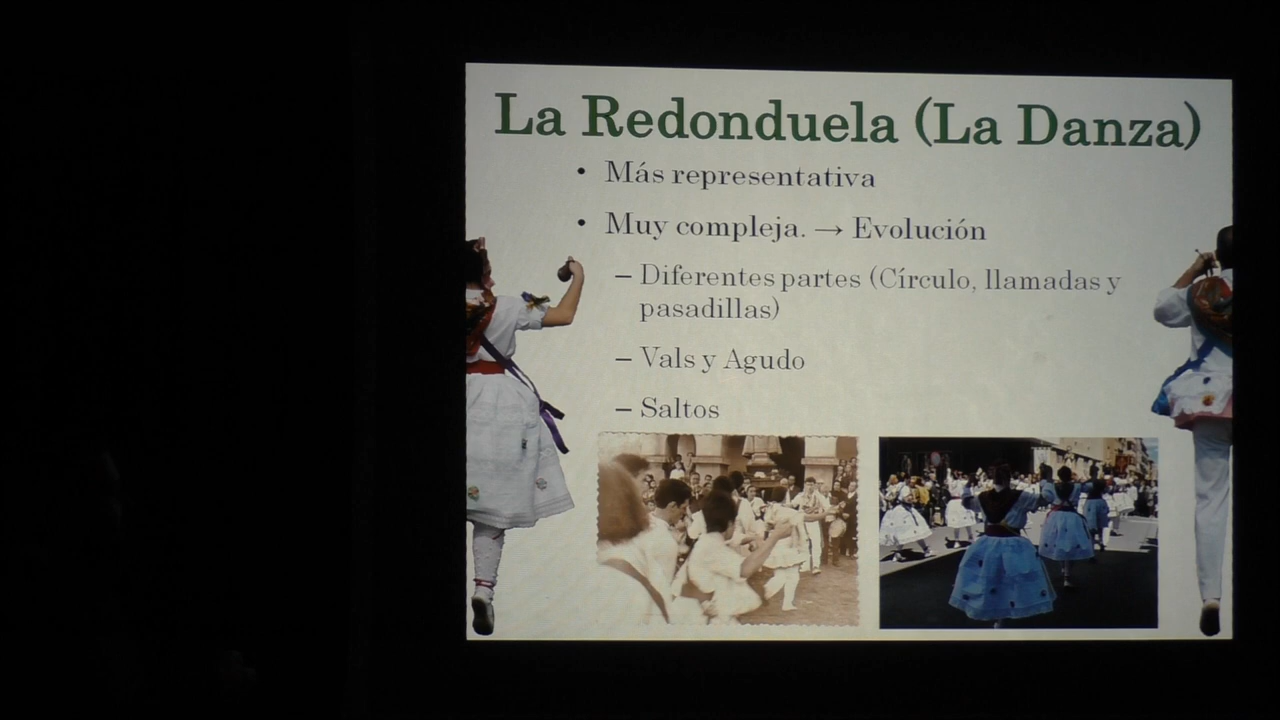 La Redonduela (La Danza)
• Más representativa
• Muy compleja. → Evolución
– Diferentes partes (Círculo, llamadas y
pasadillas)
– Vals y Agudo
– Saltos